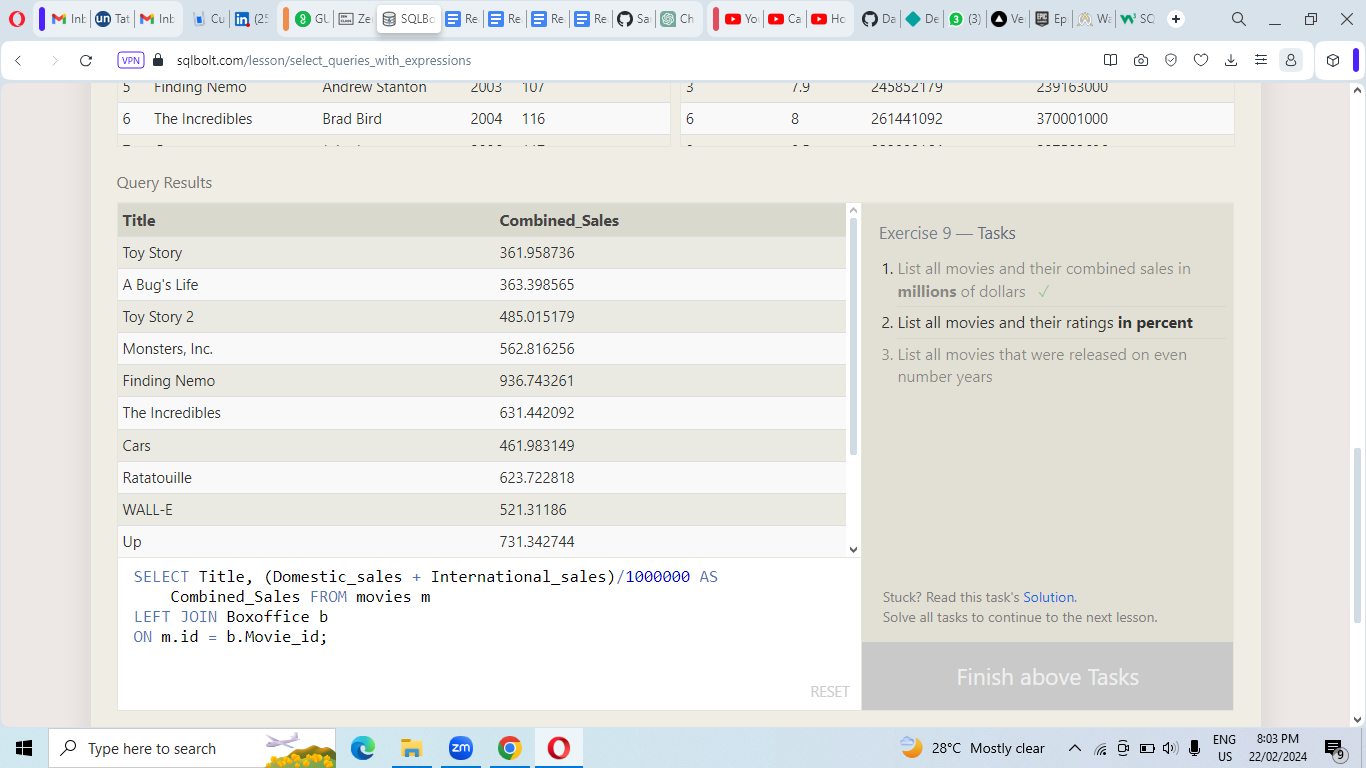 Inb
Tat
Inb
Cu
(25
GU
Ze
SQLBo
Re
Re
Re
Re
Sa
Ch
Yo
Ca
Ho
Da
De
(3)
Ve
Ep
Wa
SC
VPN sqlbolt.com/lesson/select_queries_with_expressions
5 Finding Nemo Andrew Stanton 2003 107 3 7.9 245852179 239163000
6 The Incredibles Brad Bird 2004 116 6 8 261441092 370001000
Query Results
Title Combined_Sales
Toy Story 361.958736
A Bug's Life 363.398565
Toy Story 2 485.015179
Monsters, Inc. 562.816256
Finding Nemo 936.743261
The Incredibles 631.442092
Cars 461.983149
Ratatouille 623.722818
WALL-E 521.31186
Up 731.342744
Exercise 9 — Tasks
1. List all movies and their combined sales in
millions of dollars ✓
2. List all movies and their ratings in percent
3. List all movies that were released on even
number years
SELECT Title, (Domestic_sales + International_sales)/1000000 AS
Combined_Sales FROM movies m
LEFT JOIN Boxoffice b
ON m.id = b.Movie_id;
RESET
Stuck? Read this task's Solution.
Solve all tasks to continue to the next lesson.
Finish above Tasks
Type here to search
zm
28°C Mostly clear
ENG
US
8:03 PM
22/02/2024
9